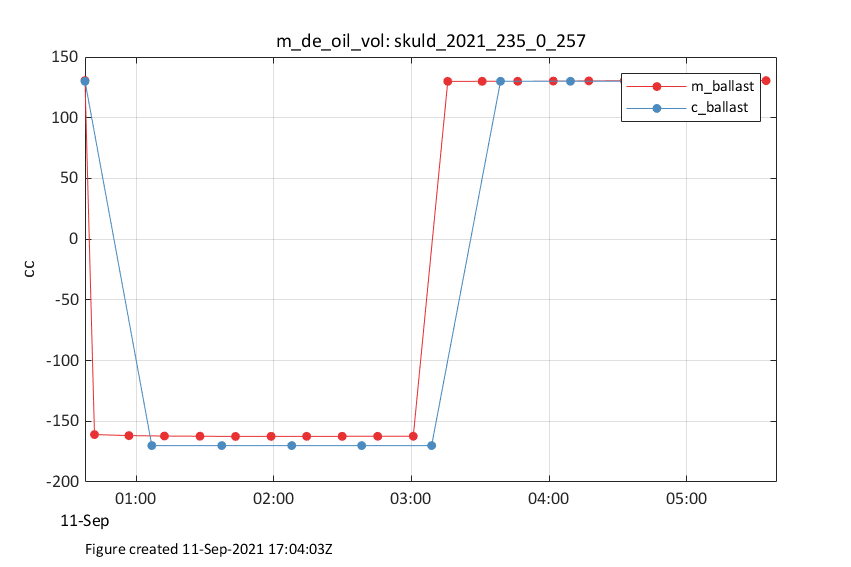 m_de_oil_vol: skuld_2021_235_0_257
150
100
50
0
-50
-100
-150
-200
cc
m_ballast
c_ballast
01:00 02:00 03:00 04:00 05:00
11-Sep
Figure created 11-Sep-2021 17:04:03Z